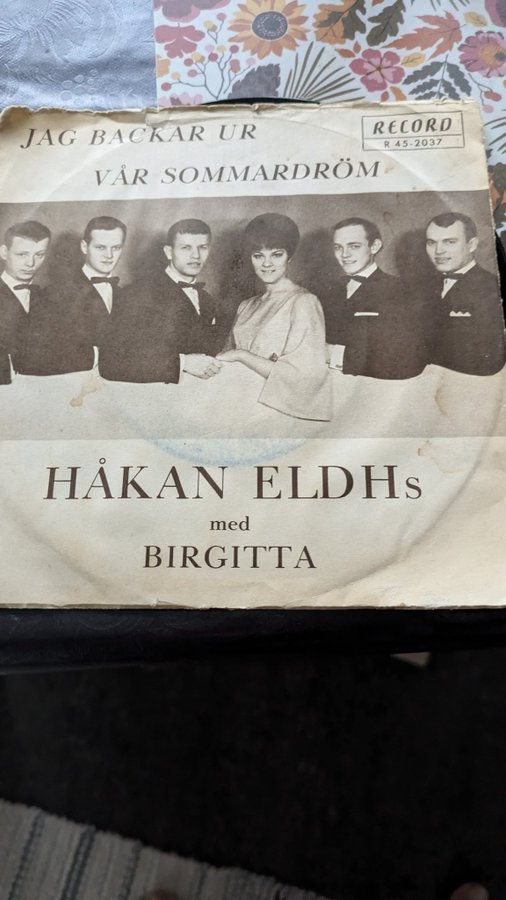 JAG BACKAR UR
VÅR SOMMARDRÖM
RECORD
R 45-2037
HÅKAN ELDHs
med
BIRGITTA